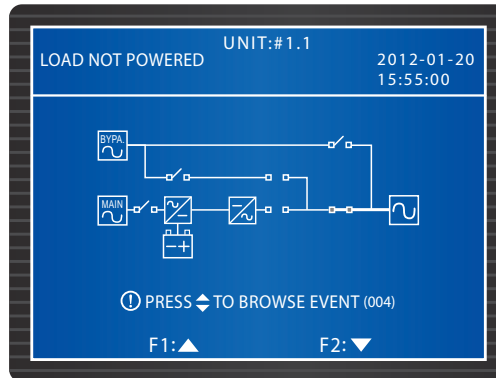 UNIT:#1.1
LOAD NOT POWERED
2012-01-20
15:55:00
BYPA.
MAIN
PRESS TO BROWSE EVENT (004)
F1: F2: